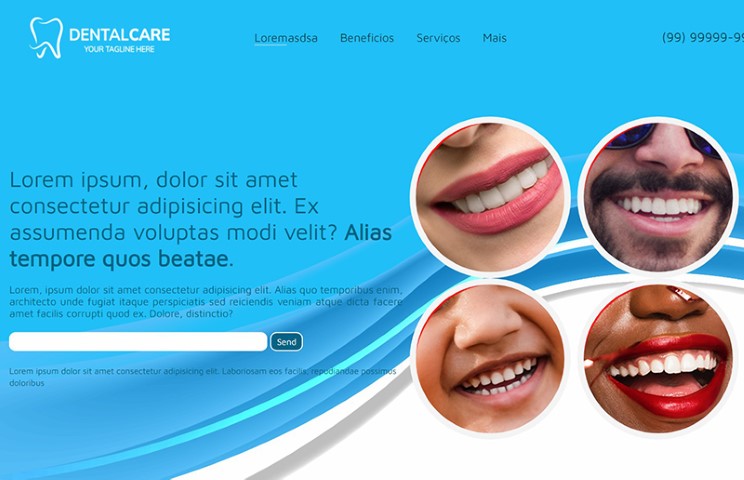 DENTALCARE
YOUR TAGLINE HERE
Loremasdsa Beneficios Serviços Mais (99) 99999-99
Lorem ipsum, dolor sit amet
consectetur adipisicing elit. Ex
assumenda voluptas modi velit? Alias
tempore quos beatae.
Lorem, ipsum dolor sit amet consectetur adipisicing elit. Alias quo temporibus enim,
architecto unde fugiat itaque perspiciatis sed reiciendis veniam atque dicta facere
amet facilis corrupti quod ex. Dolore, distinctio?
Send
Lorem ipsum dolor sit amet consectetur adipisicing elit. Laboriosam eos facilis, repudiandae possimus
doloribus